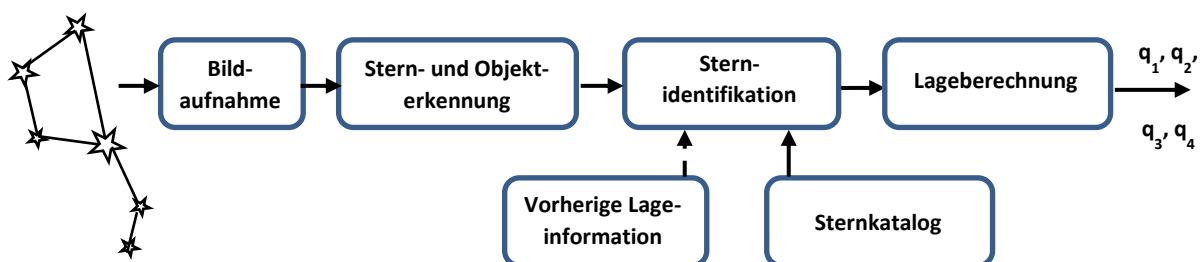 Bild-
aufnahme
Stern- und Objekt-
erkennung
Stern-
identifikation
Lageberechnung
q₁, q₂,
q₃, q₄
Vorherige Lage-
information
Sternkatalog